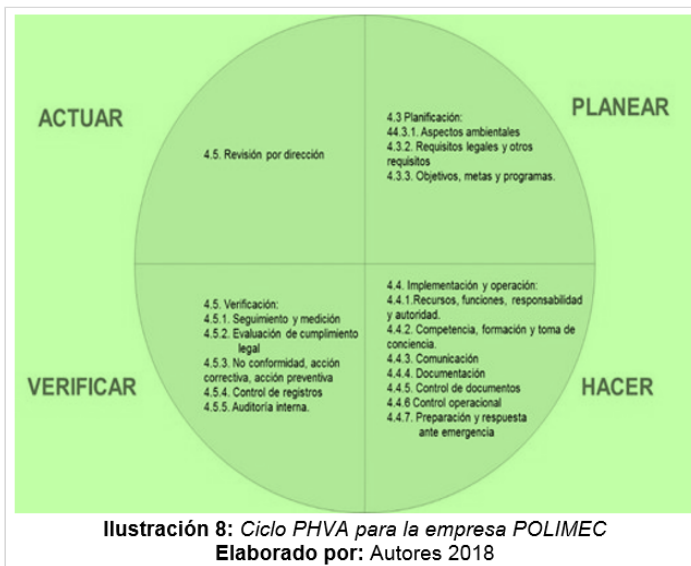 ACTUAR
4.5. Revisión por dirección
4.3 Planificación:
44.3.1. Aspectos ambientales
4.3.2. Requisitos legales y otros
requisitos
4.3.3. Objetivos, metas y programas.
PLANEAR
VERIFICAR
4.5. Verificación:
4.5.1. Seguimiento y medición
4.5.2. Evaluación de cumplimiento
legal
4.5.3. No conformidad, acción
correctiva, acción preventiva
4.5.4. Control de registros
4.5.5. Auditoría interna.
4.4. Implementación y operación:
4.4.1.Recursos, funciones, responsabilidad
y autoridad.
4.4.2. Competencia, formación y toma de
conciencia.
4.4.3. Comunicación
4.4.4. Documentación
4.4.5. Control de documentos
4.4.6 Control operacional
4.4.7. Preparación y respuesta
ante emergencia
HACER
Ilustración 8: Ciclo PHVA para la empresa POLIMEC
Elaborado por: Autores 2018